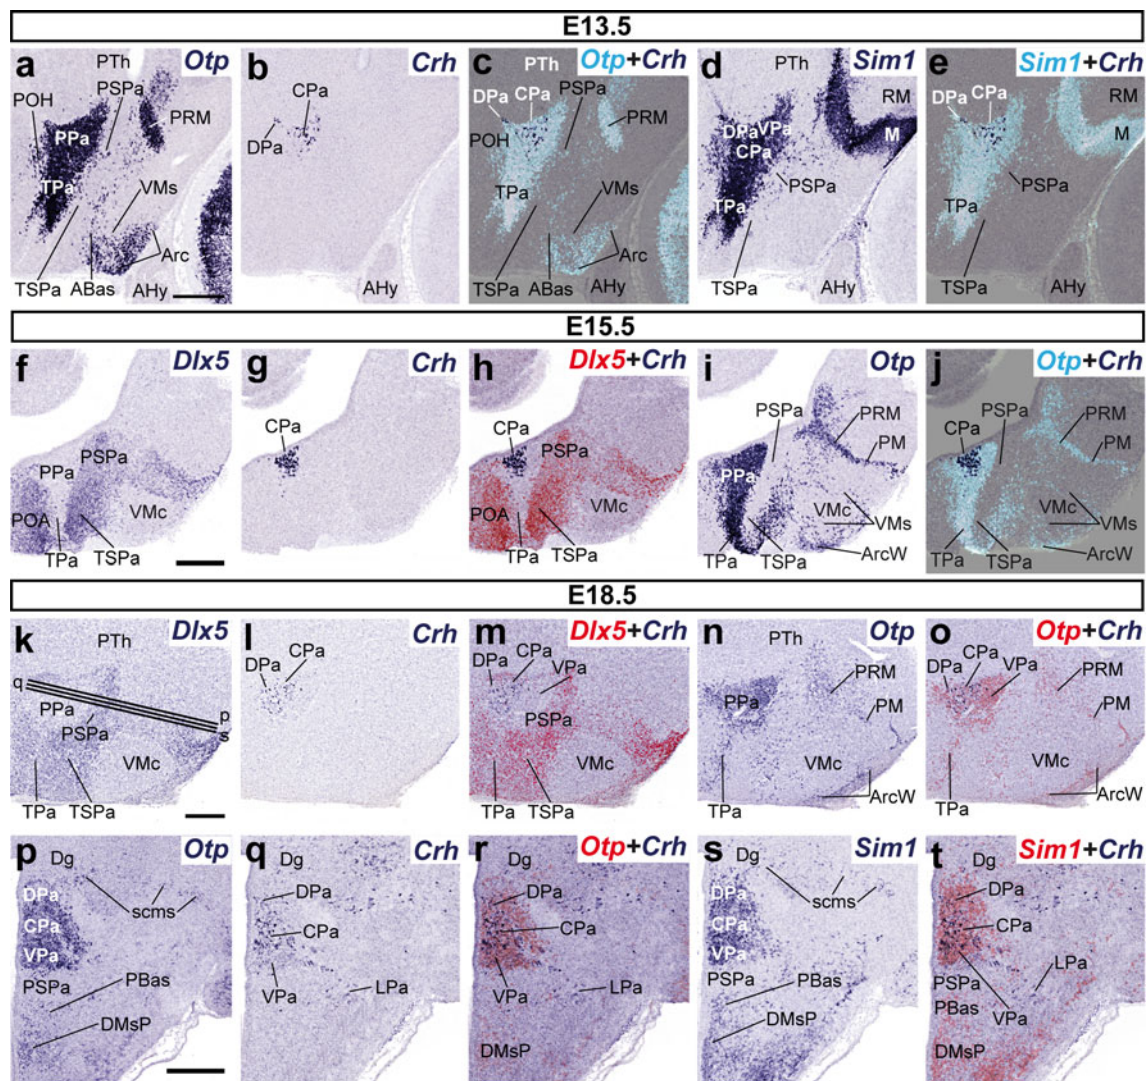 E13.5
a Otp
PTh
PSPa
POH
PRM
PPa
TPa
VMs
Arc
TSPa ABas AHy
b Crh
CPa
DPa
AHy
c Otp+Crh
PTh
PSPa
DPa CPa
PRM
POH
TPa
VMs
Arc
TSPa ABas AHy
d Sim1
PTh
RM
DPa VPa
CPa
M
PSPa
TPa
TSPa
AHy
e Sim1+Crh
DPa CPa
RM
M
PSPa
TPa
TSPa
AHy
E15.5
f Dlx5
PSPa
PPa
POA
VMc
TPa TSPa
g Crh
CPa
h Dlx5+Crh
CPa
PSPa
POA
VMc
TPa TSPa
i Otp
PSPa
PRM
PM
PPa
VMc
VMs
TPa TSPa ArcW
j Otp+Crh
PSPa
CPa
PRM
PM
VMc
VMs
TPa TSPa ArcW
E18.5
k Dlx5
PTh
q
PPa
p
PSPa
s
VMc
TPa TSPa
l Crh
CPa
DPa
m Dlx5+Crh
DPa CPa
VPa
PSPa
VMc
TPa TSPa
n Otp
PTh
PRM
PPa
PM
VMc
TPa
ArcW
o Otp+Crh
DPa CPa
VPa
PRM
PM
VMc
TPa
ArcW
p Otp
Dg
DPa
scms
CPa
VPa
PSPa
PBas
DMsP
q Crh
Dg
DPa
CPa
VPa
LPa
r Otp+Crh
Dg
DPa
CPa
VPa
LPa
DMsP
s Sim1
Dg
DPa
scms
CPa
VPa
PSPa
PBas
DMsP
t Sim1+Crh
Dg
DPa
CPa
LPa
PSPa
PBas
VPa
DMsP